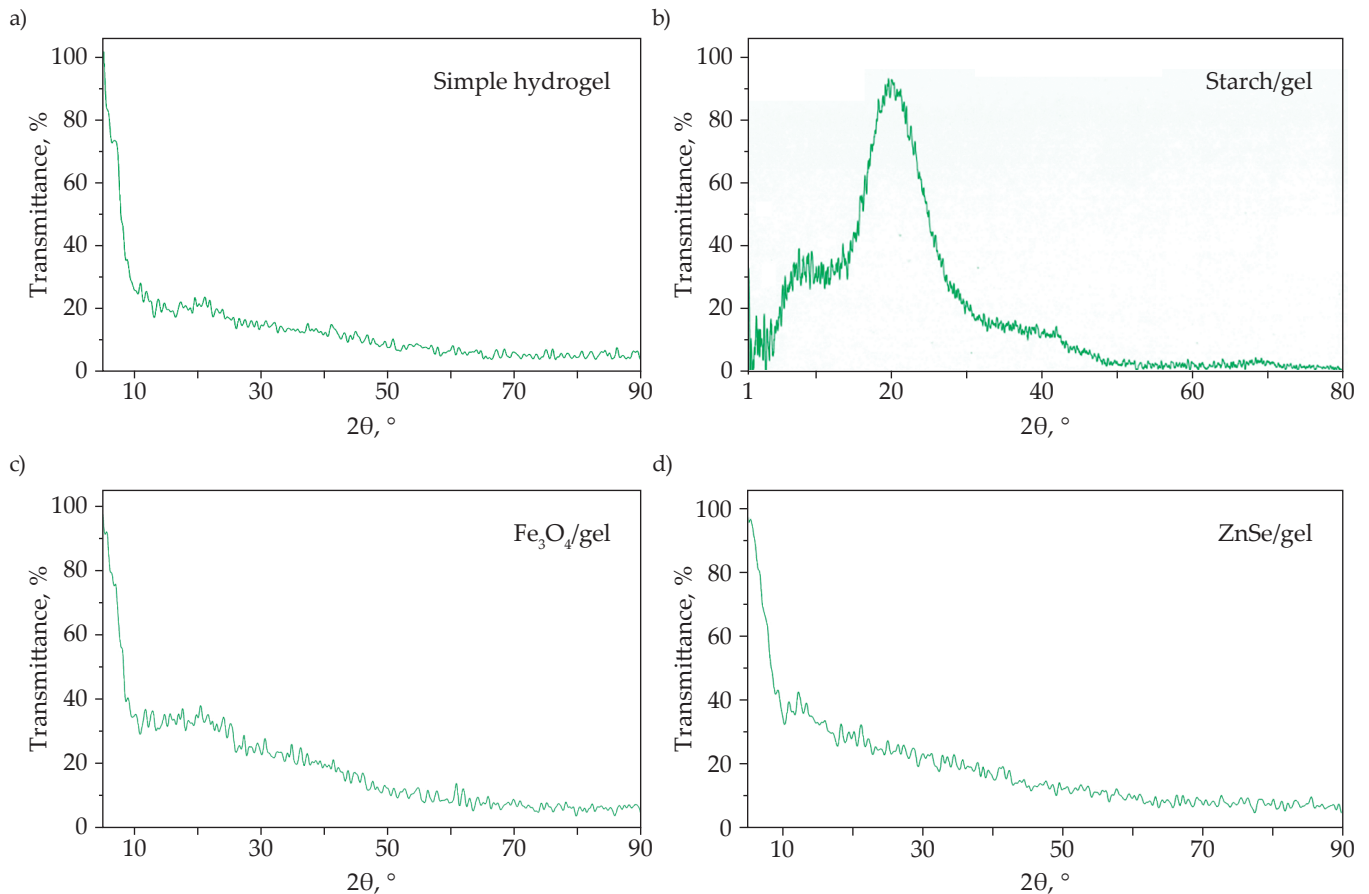 a)
Simple hydrogel
Transmittance, %
100
80
60
40
20
0
10 30 50 70 90
2θ, °
b)
Starch/gel
Transmittance, %
100
80
60
40
20
0
1 20 40 60 80
2θ, °
c)
Fe₃O₄/gel
Transmittance, %
100
80
60
40
20
0
10 30 50 70 90
2θ, °
d)
ZnSe/gel
Transmittance, %
100
80
60
40
20
0
10 30 50 70 90
2θ, °